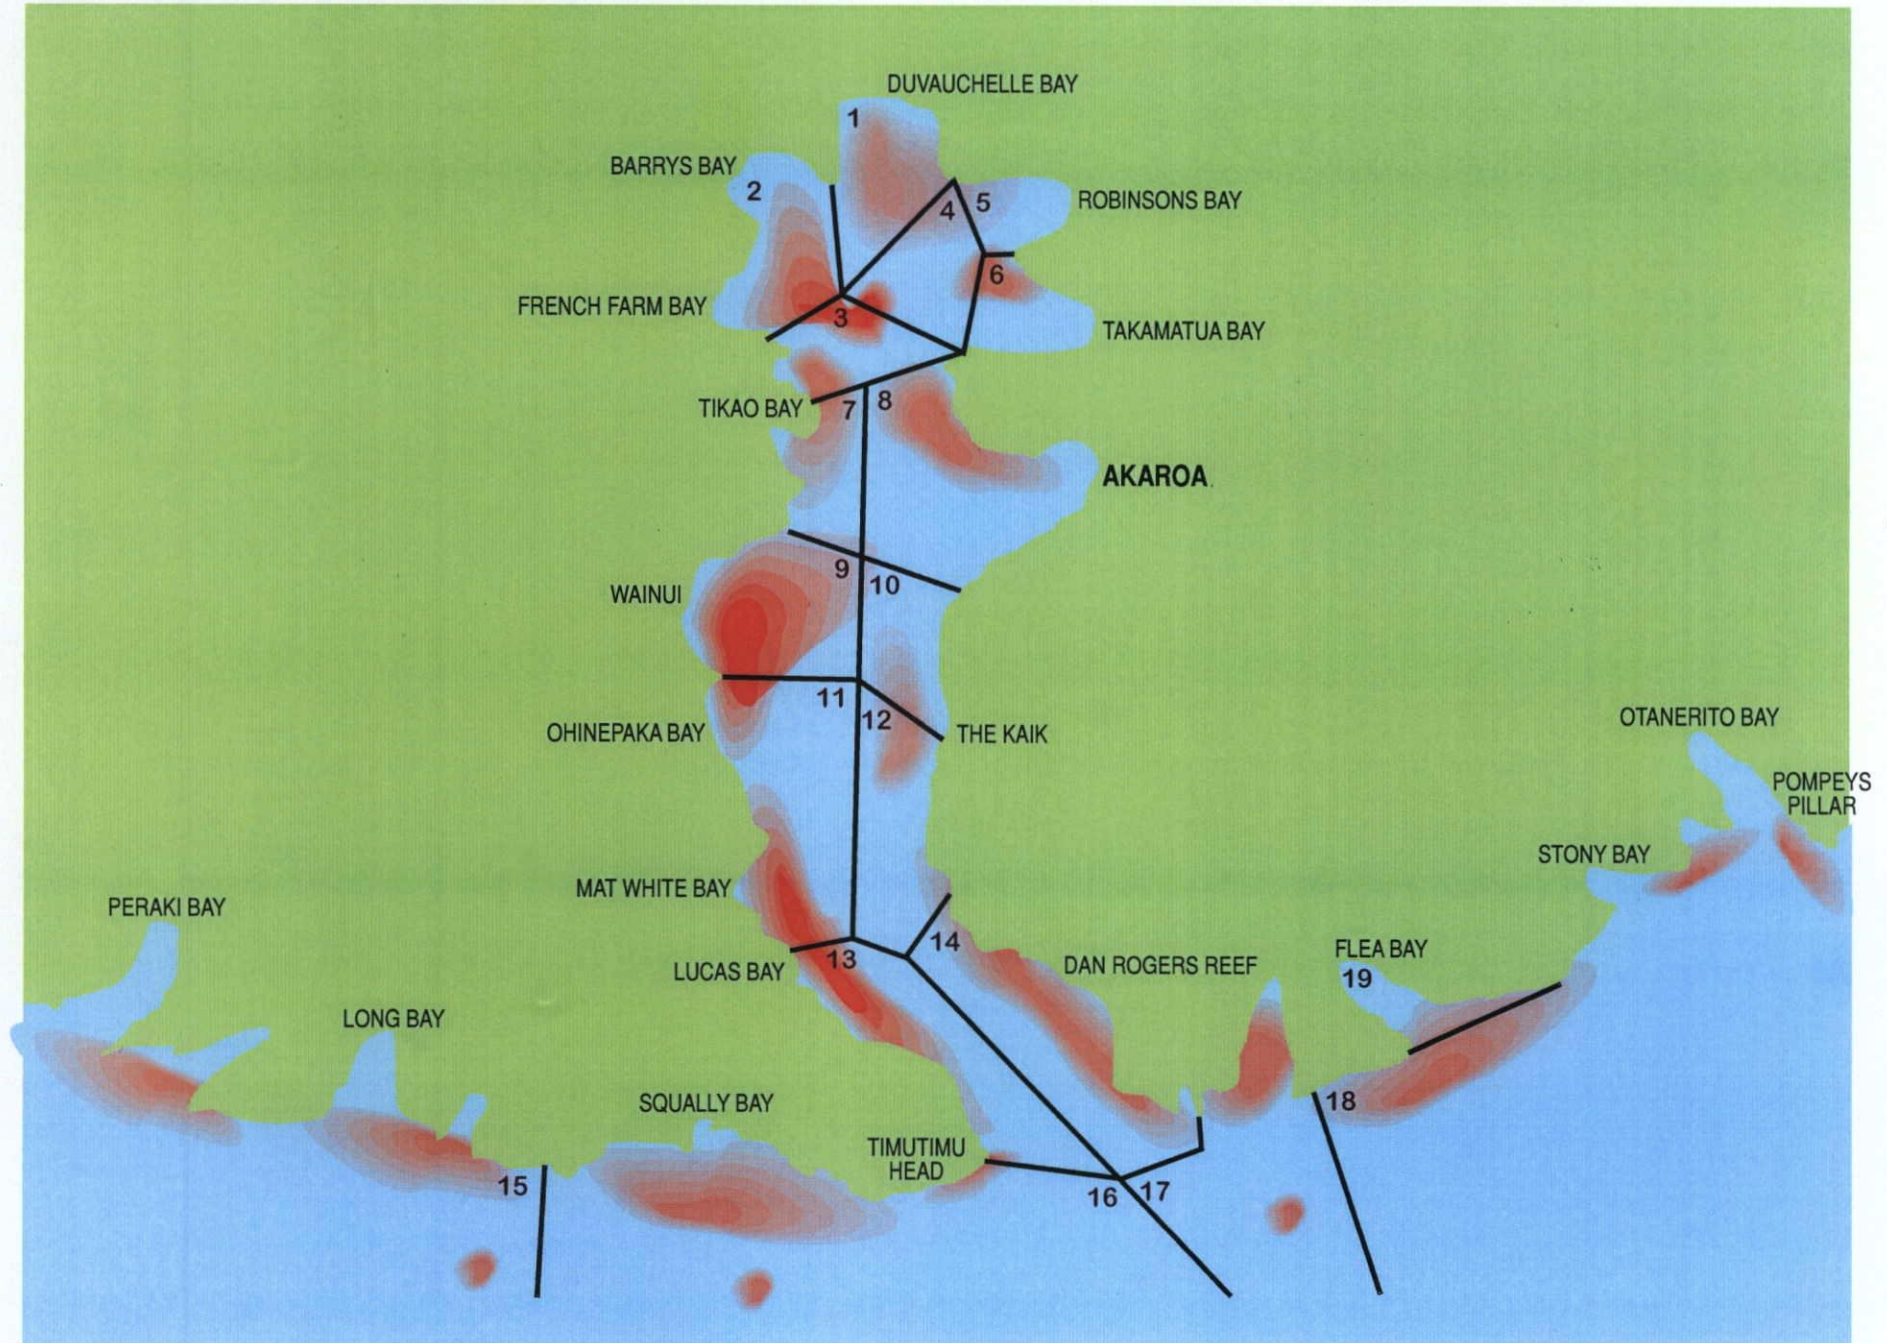 DUVAUCHELLE BAY
1
BARRYS BAY
2
4
5
ROBINSONS BAY
6
FRENCH FARM BAY
3
TAKAMATUA BAY
TIKAO BAY
7
8
AKAROA
9
10
WAINUI
11
12
OHINEPAKA BAY
THE KAIK
OTANERITO BAY
POMPEYS
PILLAR
STONY BAY
MAT WHITE BAY
PERAKI BAY
14
13
LUCAS BAY
DAN ROGERS REEF
FLEA BAY
19
LONG BAY
SQUALLY BAY
18
TIMUTIMU
HEAD
15
16
17